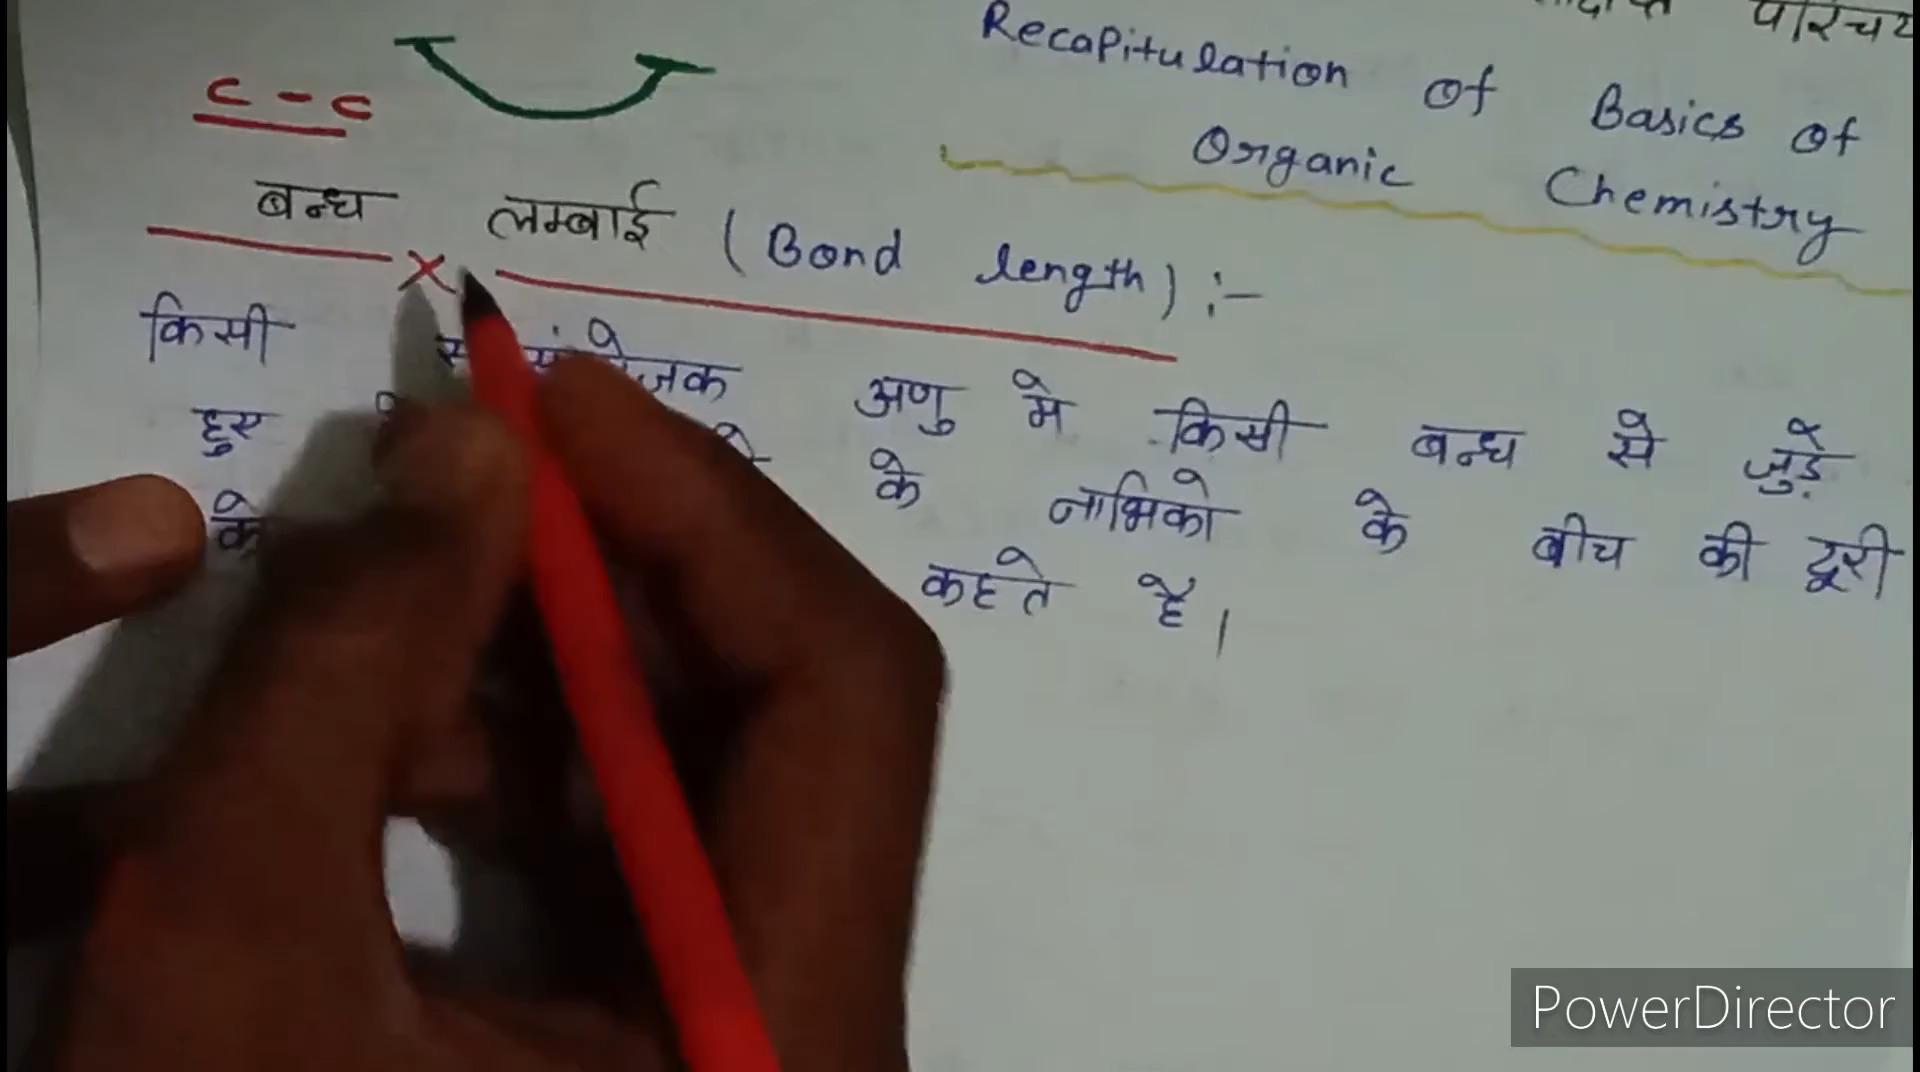 परिचय
Recapitulation of Basics of
Organic Chemistry
C - C
बन्ध लम्बाई (Bond length) :-
किसी अणु मे किसी बन्ध से जुड़े
हुए के नाभिको के बीच की दूरी
को कहते है।
PowerDirector